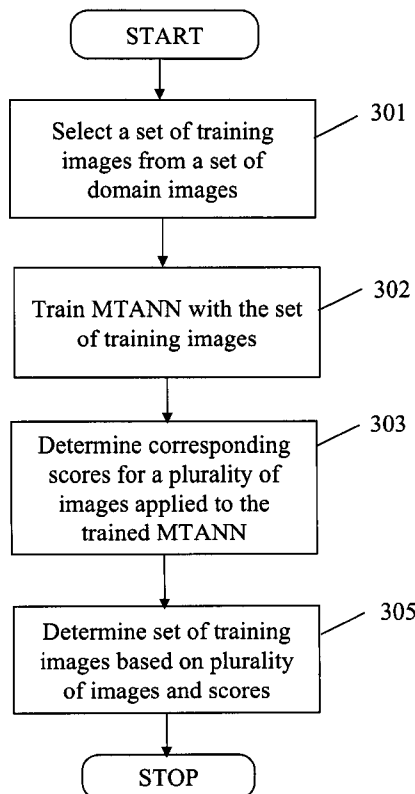 START
301
Select a set of training
images from a set of
domain images
302
Train MTANN with the set
of training images
303
Determine corresponding
scores for a plurality of
images applied to the
trained MTANN
305
Determine set of training
images based on plurality
of images and scores
STOP